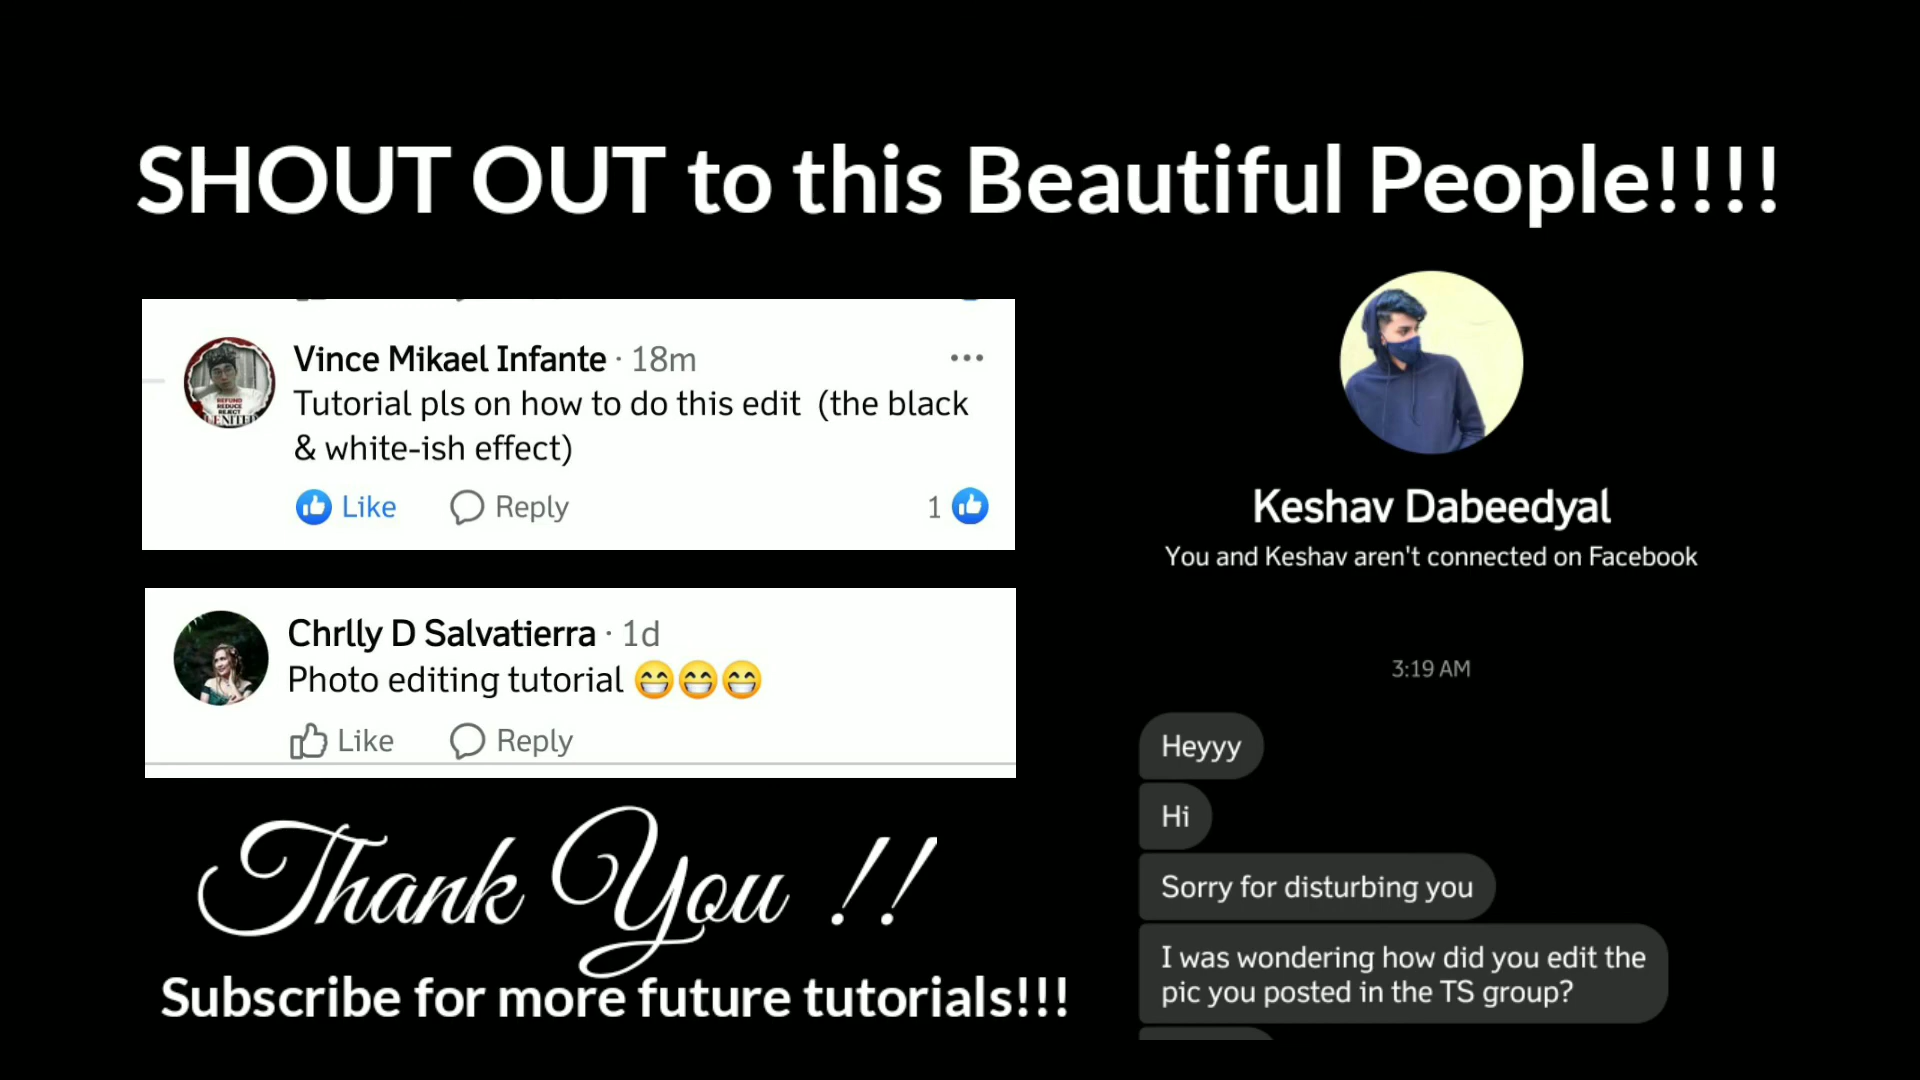 SHOUT OUT to this Beautiful People!!!!
Vince Mikael Infante · 18m
Tutorial pls on how to do this edit (the black
& white-ish effect)
Like Reply 1
Chrlly D Salvatierra · 1d
Photo editing tutorial 😁😁😁
Like Reply
Thank You !!
Subscribe for more future tutorials!!!
Keshav Dabeedyal
You and Keshav aren't connected on Facebook
3:19 AM
Heyyy
Hi
Sorry for disturbing you
I was wondering how did you edit the
pic you posted in the TS group?